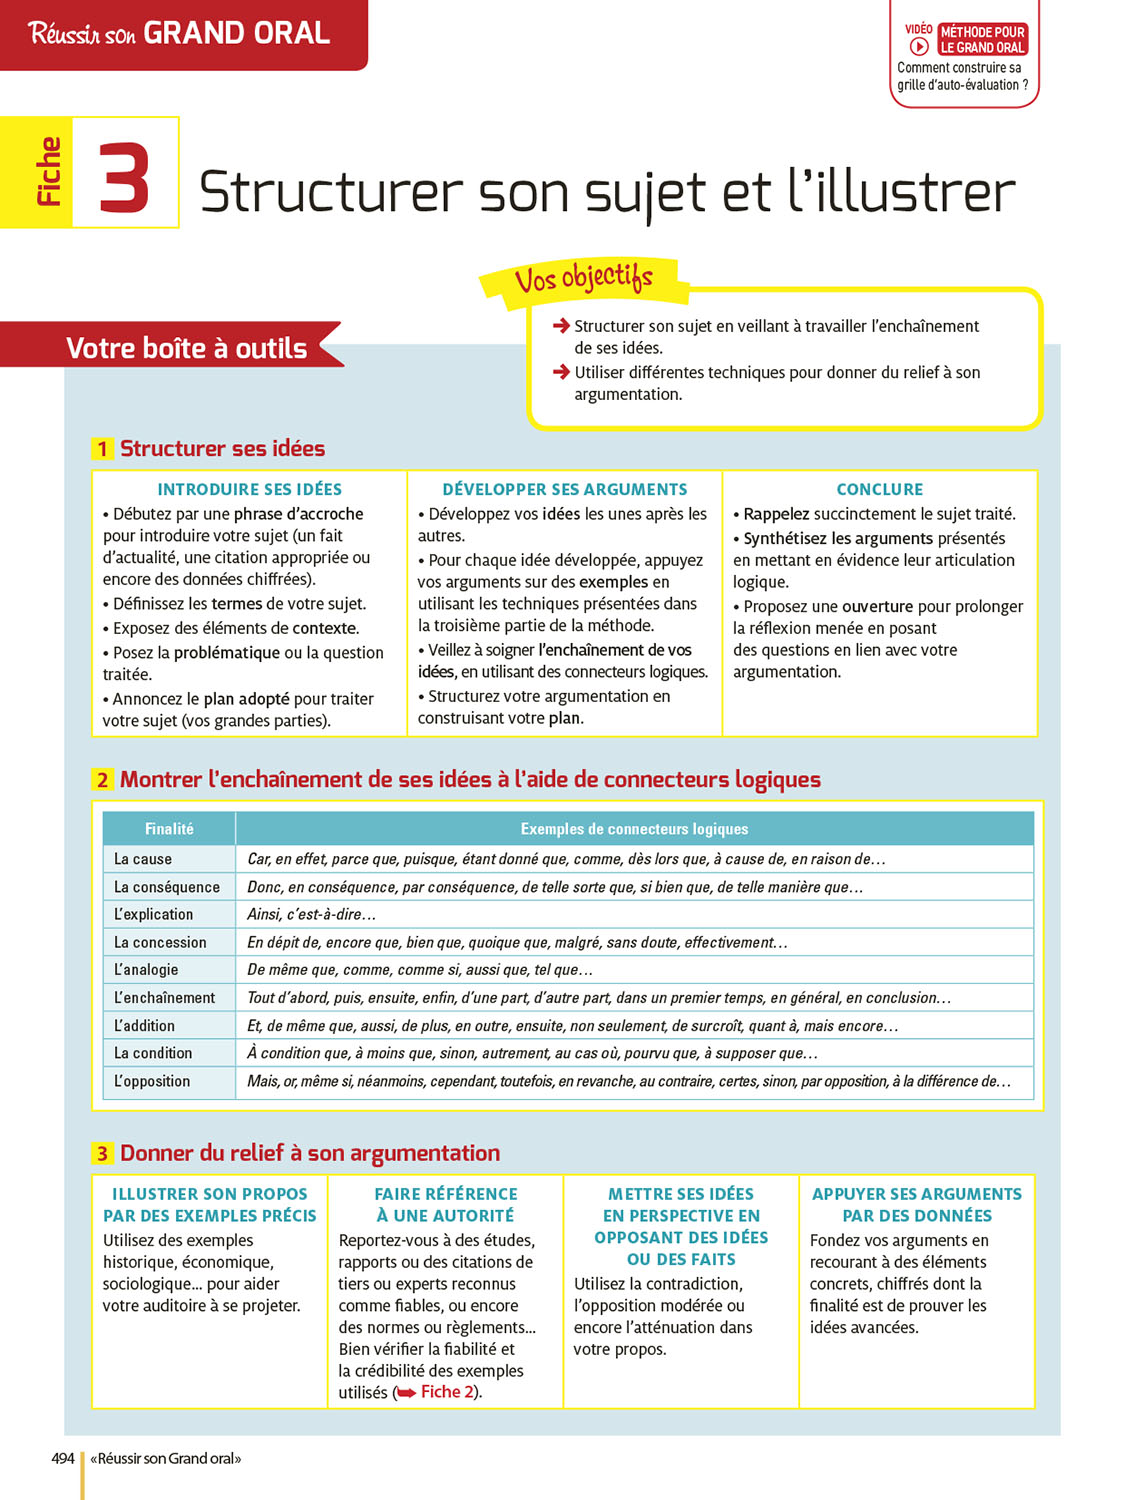 Réussir son GRAND ORAL
VIDÉO
MÉTHODE POUR
LE GRAND ORAL
Comment construire sa
grille d'auto-évaluation ?
Fiche
3
Structurer son sujet et l'illustrer
Vos objectifs
➔ Structurer son sujet en veillant à travailler l'enchaînement
de ses idées.
➔ Utiliser différentes techniques pour donner du relief à son
argumentation.
Votre boîte à outils
1 Structurer ses idées
INTRODUIRE SES IDÉES
• Débutez par une phrase d'accroche
pour introduire votre sujet (un fait
d'actualité, une citation appropriée ou
encore des données chiffrées).
• Définissez les termes de votre sujet.
• Exposez des éléments de contexte.
• Posez la problématique ou la question
traitée.
• Annoncez le plan adopté pour traiter
votre sujet (vos grandes parties).
DÉVELOPPER SES ARGUMENTS
• Développez vos idées les unes après les
autres.
• Pour chaque idée développée, appuyez
vos arguments sur des exemples en
utilisant les techniques présentées dans
la troisième partie de la méthode.
• Veillez à soigner l'enchaînement de vos
idées, en utilisant des connecteurs logiques.
• Structurez votre argumentation en
construisant votre plan.
CONCLURE
• Rappelez succinctement le sujet traité.
• Synthétisez les arguments présentés
en mettant en évidence leur articulation
logique.
• Proposez une ouverture pour prolonger
la réflexion menée en posant
des questions en lien avec votre
argumentation.
2 Montrer l'enchaînement de ses idées à l'aide de connecteurs logiques
Finalité Exemples de connecteurs logiques
La cause Car, en effet, parce que, puisque, étant donné que, comme, dès lors que, à cause de, en raison de…
La conséquence Donc, en conséquence, par conséquence, de telle sorte que, si bien que, de telle manière que…
L'explication Ainsi, c'est-à-dire…
La concession En dépit de, encore que, bien que, quoique que, malgré, sans doute, effectivement…
L'analogie De même que, comme, comme si, aussi que, tel que…
L'enchaînement Tout d'abord, puis, ensuite, enfin, d'une part, d'autre part, dans un premier temps, en général, en conclusion…
L'addition Et, de même que, aussi, de plus, en outre, ensuite, non seulement, de surcroît, quant à, mais encore…
La condition À condition que, à moins que, sinon, autrement, au cas où, pourvu que, à supposer que…
L'opposition Mais, or, même si, néanmoins, cependant, toutefois, en revanche, au contraire, certes, sinon, par opposition, à la différence de…
3 Donner du relief à son argumentation
ILLUSTRER SON PROPOS
PAR DES EXEMPLES PRÉCIS
Utilisez des exemples
historique, économique,
sociologique... pour aider
votre auditoire à se projeter.
FAIRE RÉFÉRENCE
À UNE AUTORITÉ
Reportez-vous à des études,
rapports ou des citations de
tiers ou experts reconnus
comme fiables, ou encore
des normes ou règlements...
Bien vérifier la fiabilité et
la crédibilité des exemples
utilisés (➥ Fiche 2).
METTRE SES IDÉES
EN PERSPECTIVE EN
OPPOSANT DES IDÉES
OU DES FAITS
Utilisez la contradiction,
l'opposition modérée ou
encore l'atténuation dans
votre propos.
APPUYER SES ARGUMENTS
PAR DES DONNÉES
Fondez vos arguments en
recourant à des éléments
concrets, chiffrés dont la
finalité est de prouver les
idées avancées.
494 «Réussir son Grand oral»